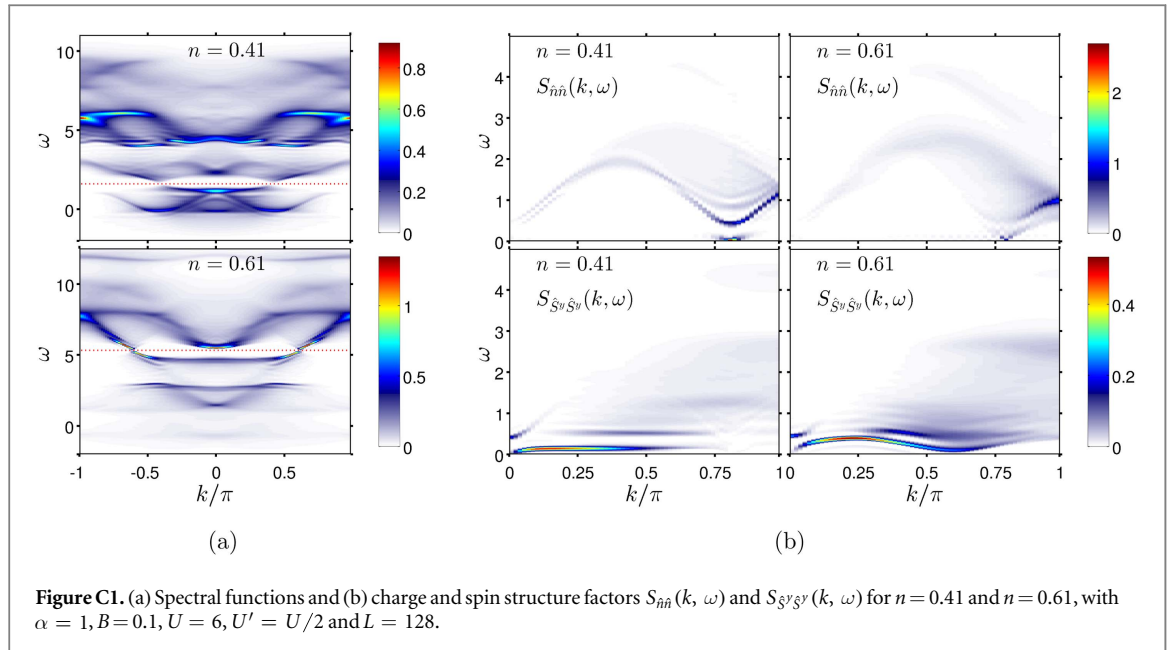 n = 0.41
10
5
0
ω
0.8
0.6
0.4
0.2
0
n = 0.61
10
5
0
ω
1
0.5
0
-1 -0.5 0 0.5
k/π
(a)
n = 0.41
S_{n̂n̂}(k, ω)
4
3
2
1
0
ω
n = 0.61
S_{n̂n̂}(k, ω)
2
1
0
n = 0.41
S_{Ŝ^yŜ^y}(k, ω)
4
3
2
1
0
ω
n = 0.61
S_{Ŝ^yŜ^y}(k, ω)
0.4
0.2
0
0 0.25 0.5 0.75 1 0 0.25 0.5 0.75 1
k/π k/π
(b)
Figure C1. (a) Spectral functions and (b) charge and spin structure factors S_{n̂n̂}(k, ω) and S_{Ŝ^yŜ^y}(k, ω) for n = 0.41 and n = 0.61, with
α = 1, B = 0.1, U = 6, U′ = U/2 and L = 128.